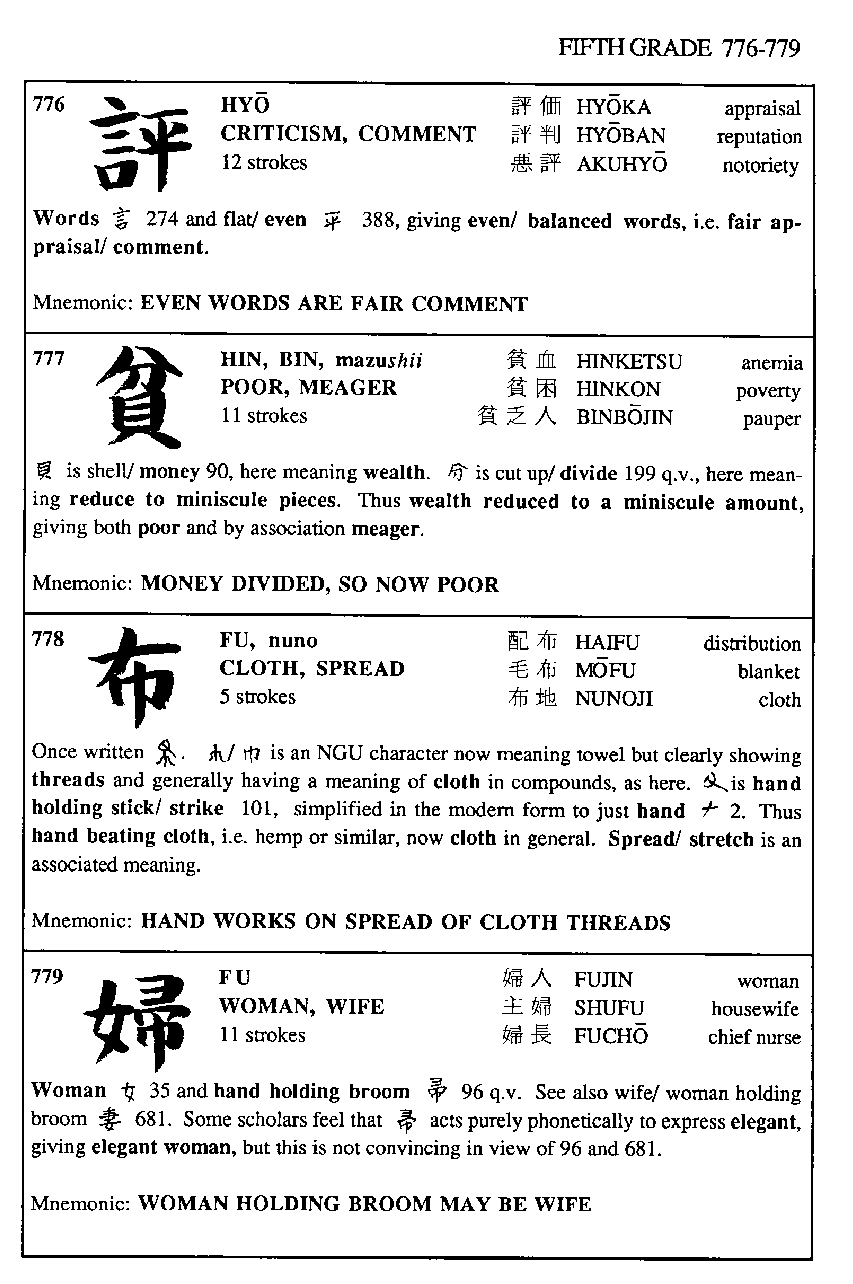 FIFTH GRADE 776-779
776 評 HYŌ 評価 HYŌKA appraisal
CRITICISM, COMMENT 評判 HYŌBAN reputation
12 strokes 悪評 AKUHYŌ notoriety
Words 言 274 and flat/ even 平 388, giving even/ balanced words, i.e. fair ap-
praisal/ comment.
Mnemonic: EVEN WORDS ARE FAIR COMMENT
777 貧 HIN, BIN, mazushii 貧血 HINKETSU anemia
POOR, MEAGER 貧困 HINKON poverty
11 strokes 貧乏人 BINBŌJIN pauper
貝 is shell/ money 90, here meaning wealth. 分 is cut up/ divide 199 q.v., here mean-
ing reduce to miniscule pieces. Thus wealth reduced to a miniscule amount,
giving both poor and by association meager.
Mnemonic: MONEY DIVIDED, SO NOW POOR
778 布 FU, nuno 配布 HAIFU distribution
CLOTH, SPREAD 毛布 MŌFU blanket
5 strokes 布地 NUNOJI cloth
Once written . / 巾 is an NGU character now meaning towel but clearly showing
threads and generally having a meaning of cloth in compounds, as here. is hand
holding stick/ strike 101, simplified in the modern form to just hand 2. Thus
hand beating cloth, i.e. hemp or similar, now cloth in general. Spread/ stretch is an
associated meaning.
Mnemonic: HAND WORKS ON SPREAD OF CLOTH THREADS
779 婦 FU 婦人 FUJIN woman
WOMAN, WIFE 主婦 SHUFU housewife
11 strokes 婦長 FUCHŌ chief nurse
Woman 女 35 and hand holding broom 帚 96 q.v. See also wife/ woman holding
broom 妻 681. Some scholars feel that 帚 acts purely phonetically to express elegant,
giving elegant woman, but this is not convincing in view of 96 and 681.
Mnemonic: WOMAN HOLDING BROOM MAY BE WIFE